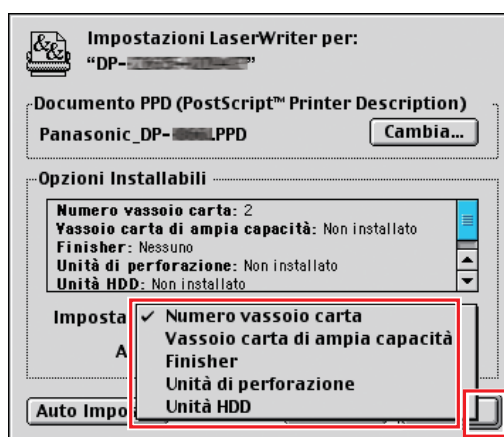 Impostazioni LaserWriter per:
“DP-
Documento PPD (PostScript™ Printer Description)
Panasonic_DP- .PPD
Cambia...
Opzioni Installabili
Numero vassoio carta: 2
Vassoio carta di ampia capacità: Non installato
Finisher: Nessuno
Unità di perforazione: Non installato
Unità HDD: Non installato
Imposta
✓ Numero vassoio carta
Vassoio carta di ampia capacità
Finisher
Unità di perforazione
Unità HDD
A
Auto Impo